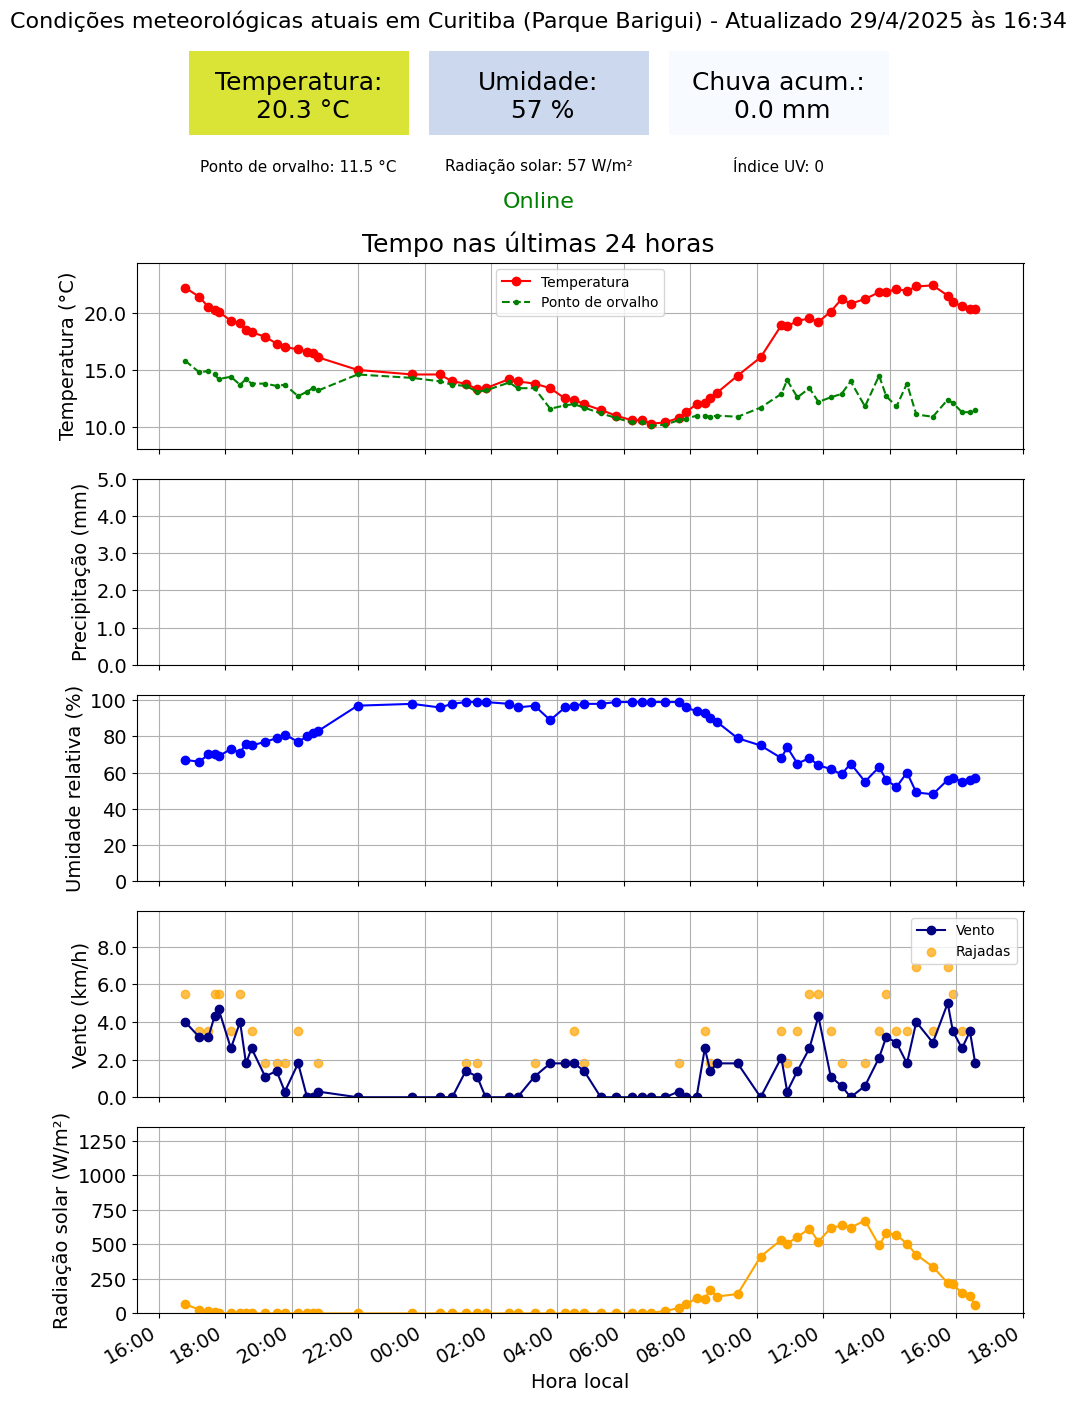 Condições meteorológicas atuais em Curitiba (Parque Barigui) - Atualizado 29/4/2025 às 16:34
Temperatura:
20.3 °C
Umidade:
57 %
Chuva acum.:
0.0 mm
Ponto de orvalho: 11.5 °C
Radiação solar: 57 W/m²
Índice UV: 0
Online
Tempo nas últimas 24 horas
Temperatura (°C)
20.0
15.0
10.0
Temperatura
Ponto de orvalho
Precipitação (mm)
5.0
4.0
3.0
2.0
1.0
0.0
Umidade relativa (%)
100
80
60
40
20
0
Vento (km/h)
8.0
6.0
4.0
2.0
0.0
Vento
Rajadas
Radiação solar (W/m²)
1250
1000
750
500
250
0
16:00
18:00
20:00
22:00
00:00
02:00
04:00
06:00
08:00
10:00
12:00
14:00
16:00
18:00
Hora local